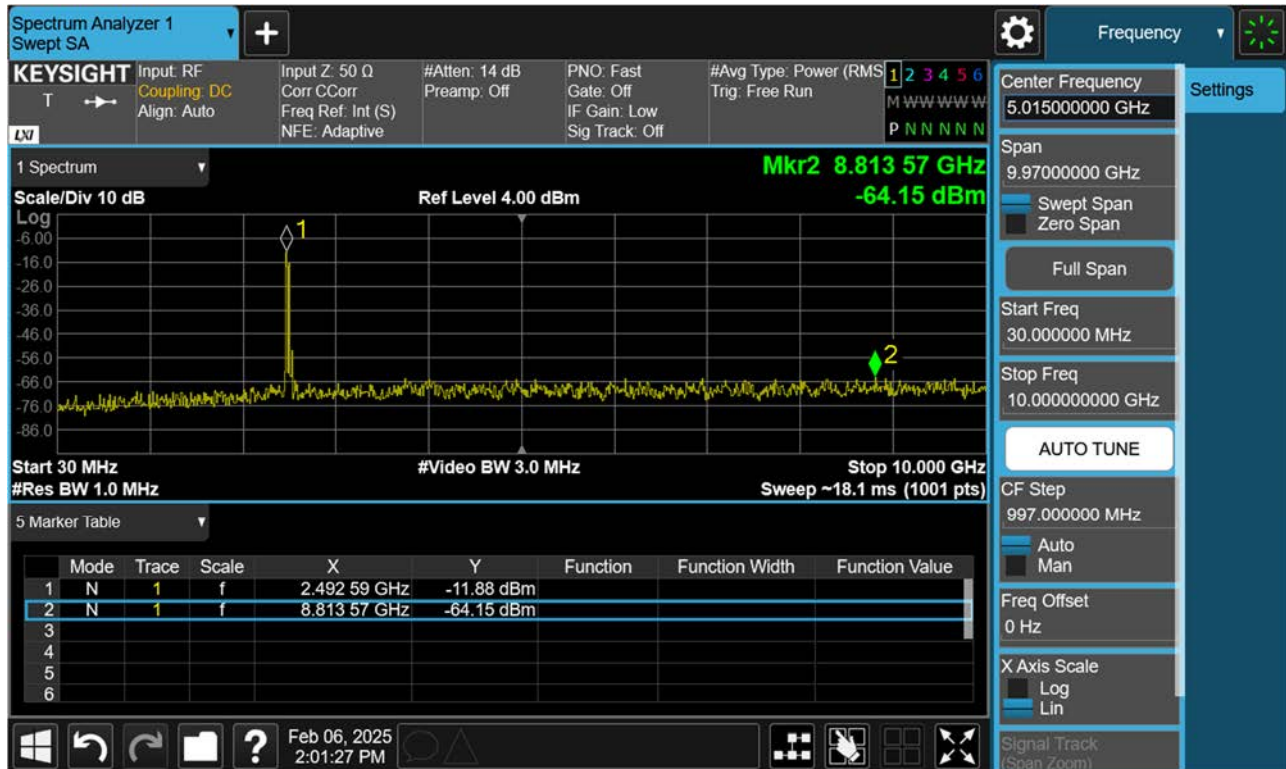 Spectrum Analyzer 1
Swept SA
+
Frequency
KEYSIGHT
T
LXI
Input: RF
Coupling: DC
Align: Auto
Input Z: 50 Ω
Corr CCorr
Freq Ref: Int (S)
NFE: Adaptive
#Atten: 14 dB
Preamp: Off
PNO: Fast
Gate: Off
IF Gain: Low
Sig Track: Off
#Avg Type: Power (RMS
Trig: Free Run
1 2 3 4 5 6
M W W W W W
P N N N N N
1 Spectrum
Mkr2 8.813 57 GHz
Scale/Div 10 dB
Ref Level 4.00 dBm
-64.15 dBm
Log
-6.00
-16.0
-26.0
-36.0
-46.0
-56.0
-66.0
-76.0
-86.0
1
2
Start 30 MHz
#Video BW 3.0 MHz
Stop 10.000 GHz
#Res BW 1.0 MHz
Sweep ~18.1 ms (1001 pts)
5 Marker Table
Mode Trace Scale X Y Function Function Width Function Value
1 N 1 f 2.492 59 GHz -11.88 dBm
2 N 1 f 8.813 57 GHz -64.15 dBm
3
4
5
6
?
Feb 06, 2025
2:01:27 PM
Center Frequency
5.015000000 GHz
Settings
Span
9.97000000 GHz
Swept Span
Zero Span
Full Span
Start Freq
30.000000 MHz
Stop Freq
10.000000000 GHz
AUTO TUNE
CF Step
997.000000 MHz
Auto
Man
Freq Offset
0 Hz
X Axis Scale
Log
Lin
Signal Track
(Span Zoom)